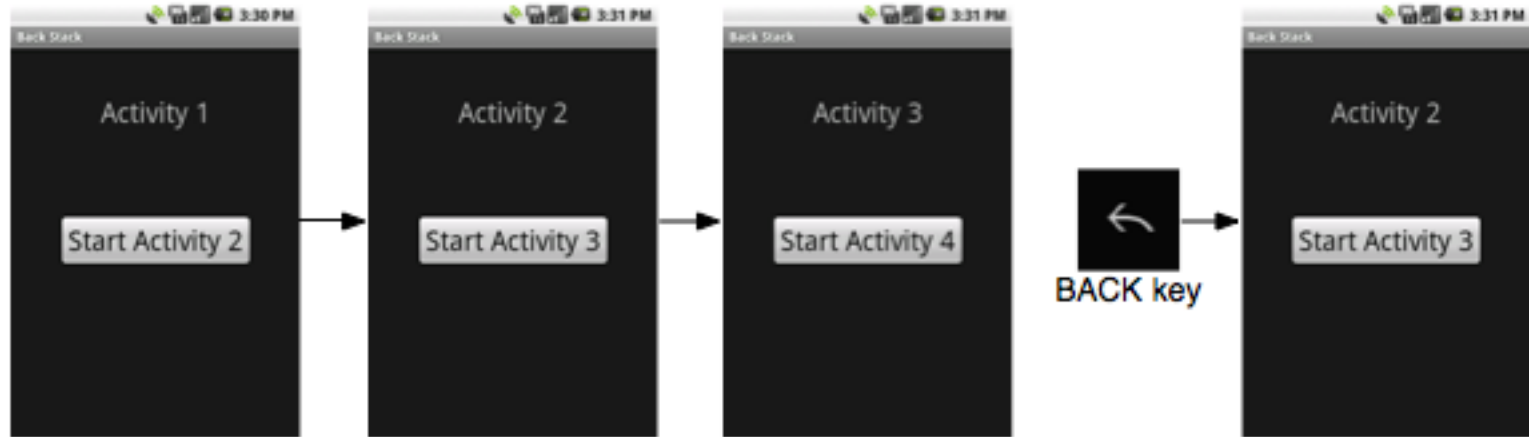 3:30 PM
Back Stack
Activity 1
Start Activity 2
3:31 PM
Back Stack
Activity 2
Start Activity 3
3:31 PM
Back Stack
Activity 3
Start Activity 4
BACK key
3:31 PM
Back Stack
Activity 2
Start Activity 3